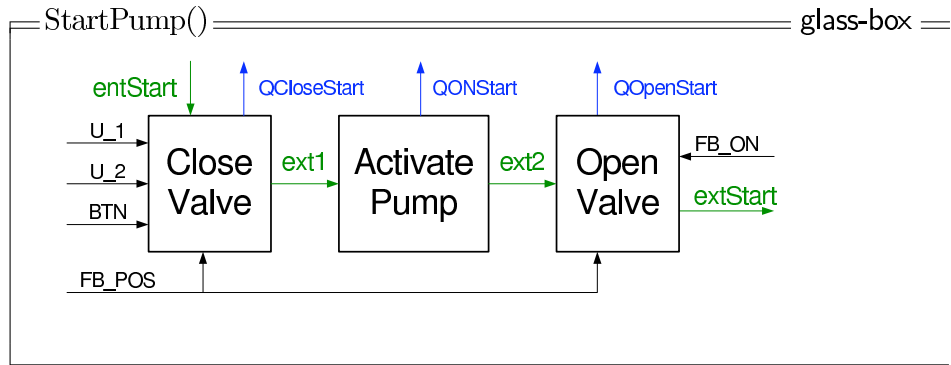 StartPump() glass-box
entStart QCloseStart QONStart QOpenStart
U_1
U_2
BTN
FB_POS
Close
Valve
ext1
Activate
Pump
ext2
Open
Valve
FB_ON
extStart